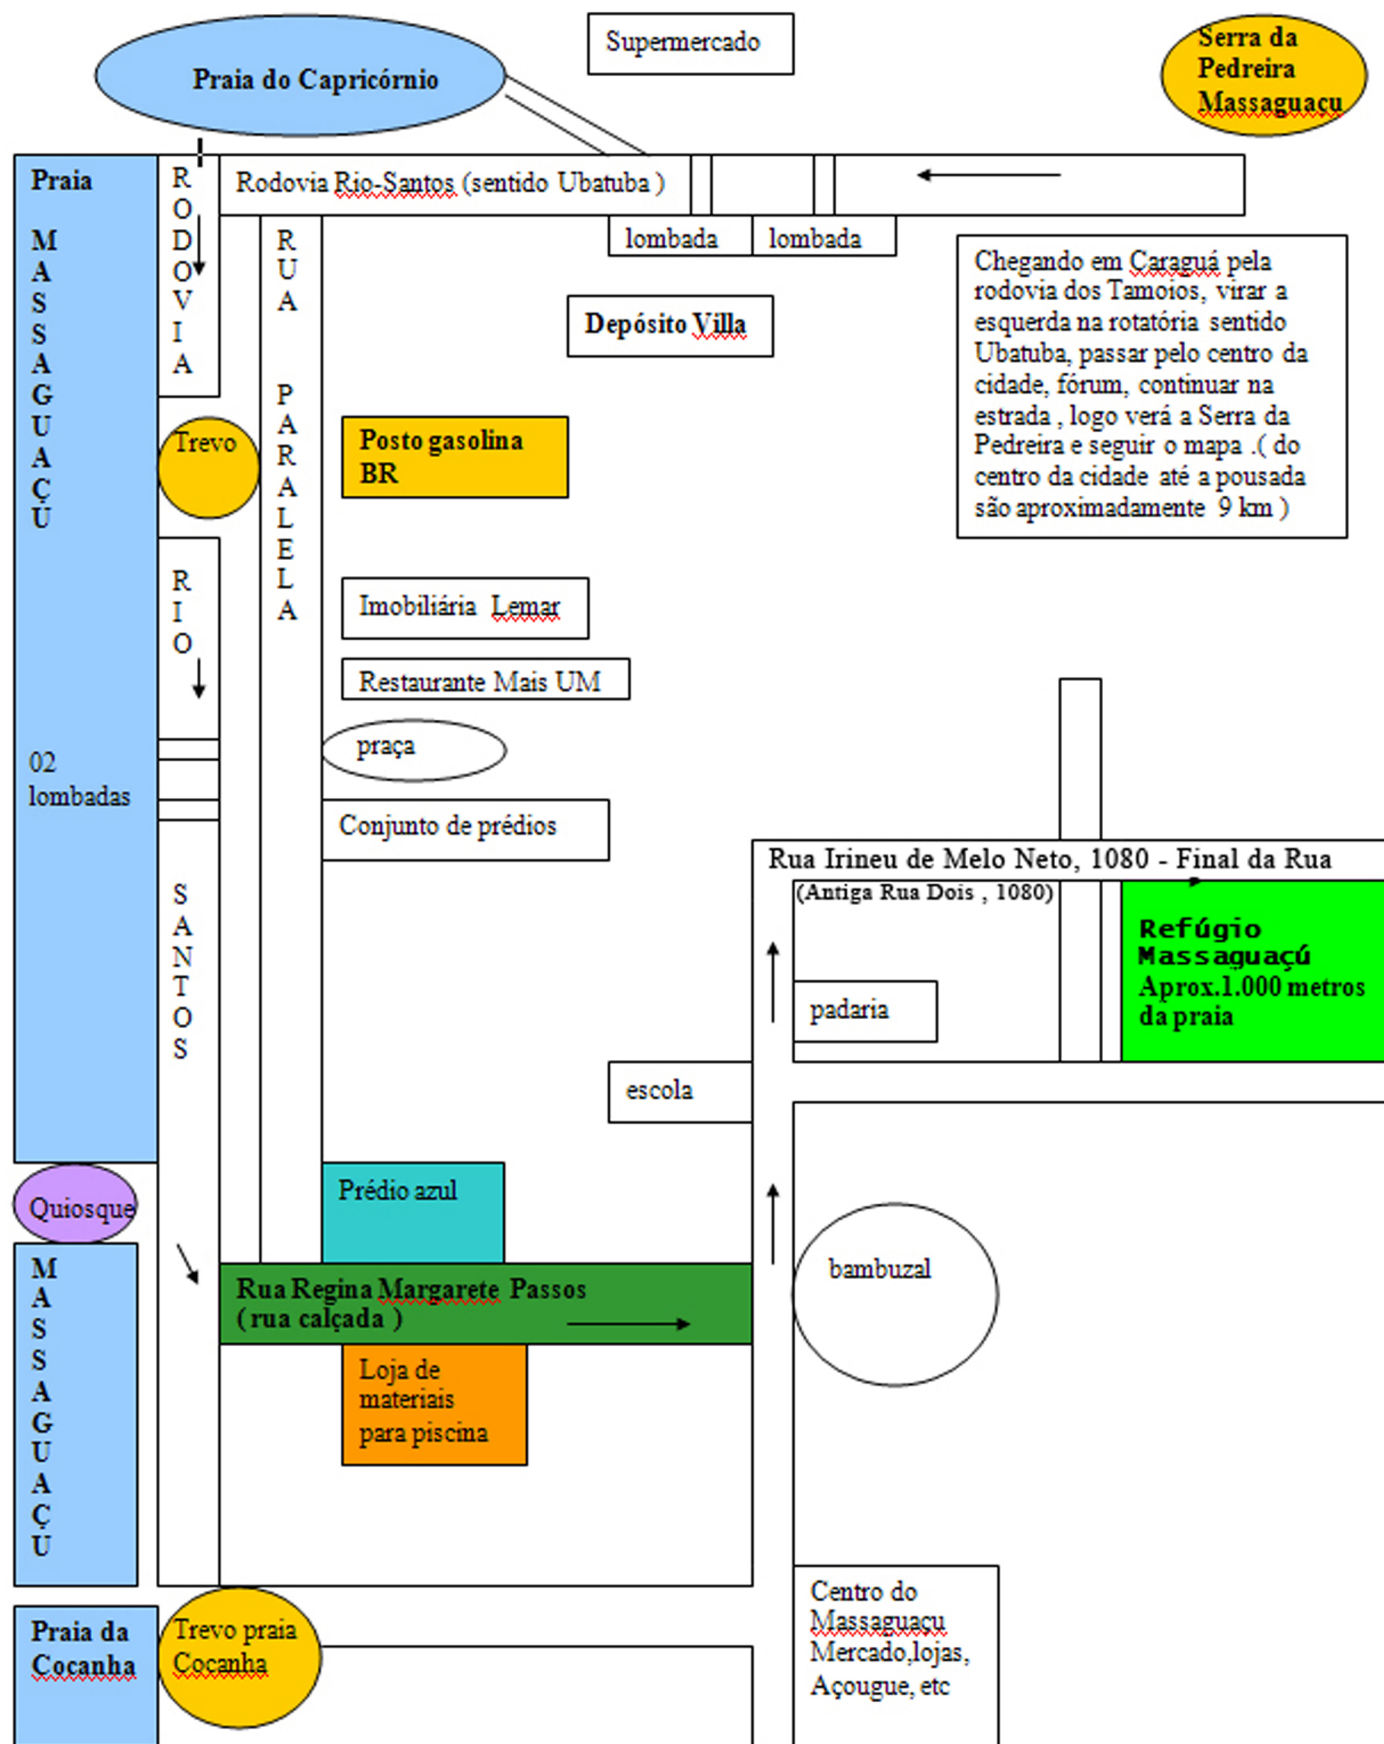 Praia do Capricórnio
Supermercado
Serra da
Pedreira
Massaguaçu
Praia
MASSAGUAÇÚ
02
lombadas
RODOVIA
RIO
SANTOS
Rodovia Rio-Santos (sentido Ubatuba )
RUA PARALELA
lombada
lombada
Depósito Villa
Chegando em Caraguá pela
rodovia dos Tamoios, virar a
esquerda na rotatória sentido
Ubatuba, passar pelo centro da
cidade, fórum, continuar na
estrada , logo verá a Serra da
Pedreira e seguir o mapa .( do
centro da cidade até a pousada
são aproximadamente 9 km )
Trevo
Posto gasolina
BR
Imobiliária Lemar
Restaurante Mais UM
praça
Conjunto de prédios
Rua Irineu de Melo Neto, 1080 - Final da Rua
(Antiga Rua Dois , 1080)
Refúgio
Massaguaçú
Aprox.1.000 metros
da praia
padaria
escola
Quiosque
Prédio azul
MASSAGUAÇU
Rua Regina Margarete Passos
( rua calçada )
bambuzal
Loja de
materiais
para piscina
Praia da
Cocanha
Trevo praia
Cocanha
Centro do
Massaguaçu
Mercado,lojas,
Açougue, etc